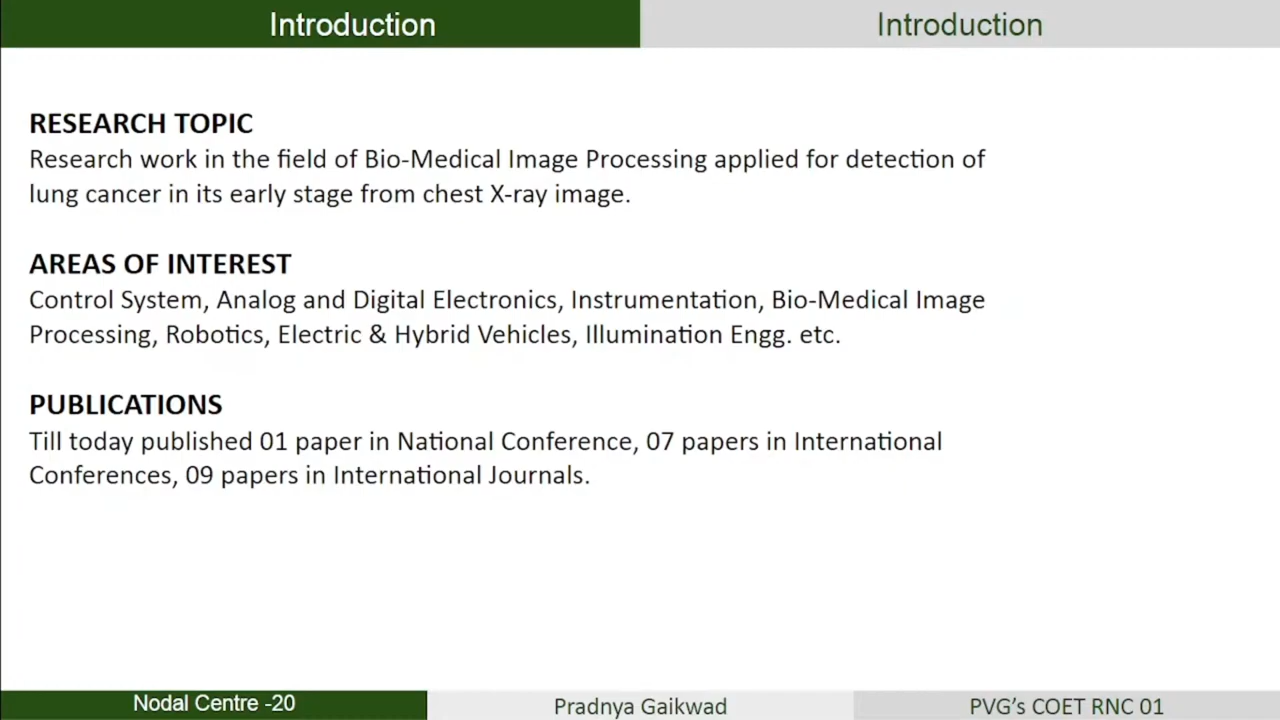 Introduction
Introduction
RESEARCH TOPIC
Research work in the field of Bio-Medical Image Processing applied for detection of
lung cancer in its early stage from chest X-ray image.
AREAS OF INTEREST
Control System, Analog and Digital Electronics, Instrumentation, Bio-Medical Image
Processing, Robotics, Electric & Hybrid Vehicles, Illumination Engg. etc.
PUBLICATIONS
Till today published 01 paper in National Conference, 07 papers in International
Conferences, 09 papers in International Journals.
Nodal Centre -20
Pradnya Gaikwad
PVG’s COET RNC 01